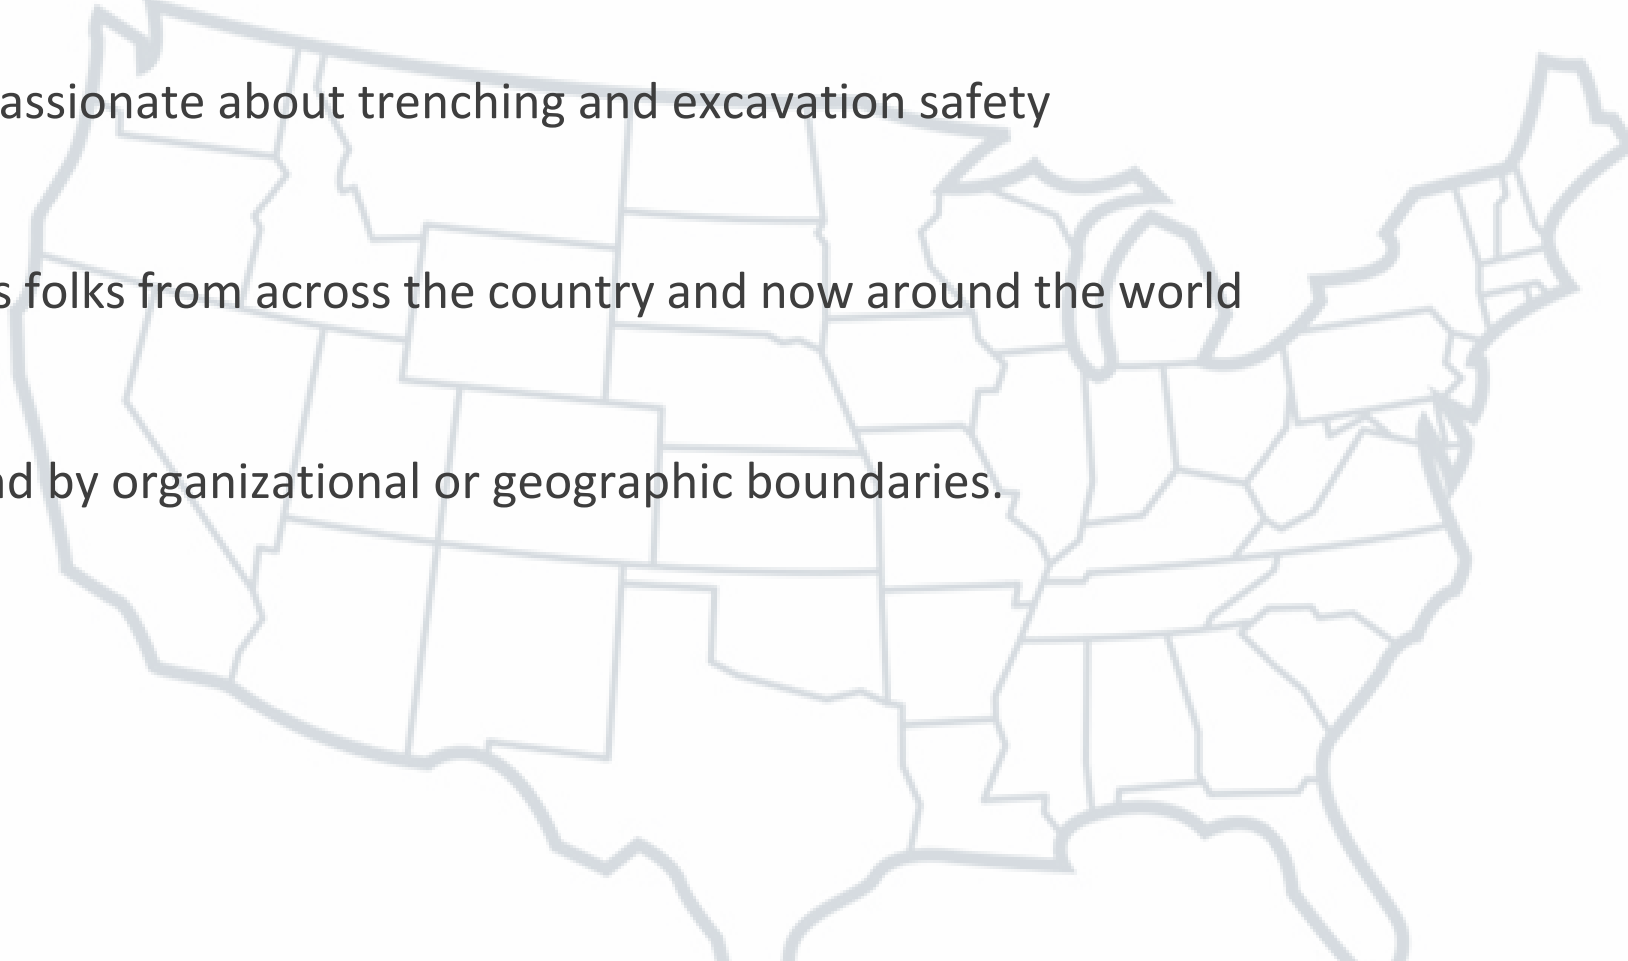 assionate about trenching and excavation safety
s folks from across the country and now around the world
nd by organizational or geographic boundaries.